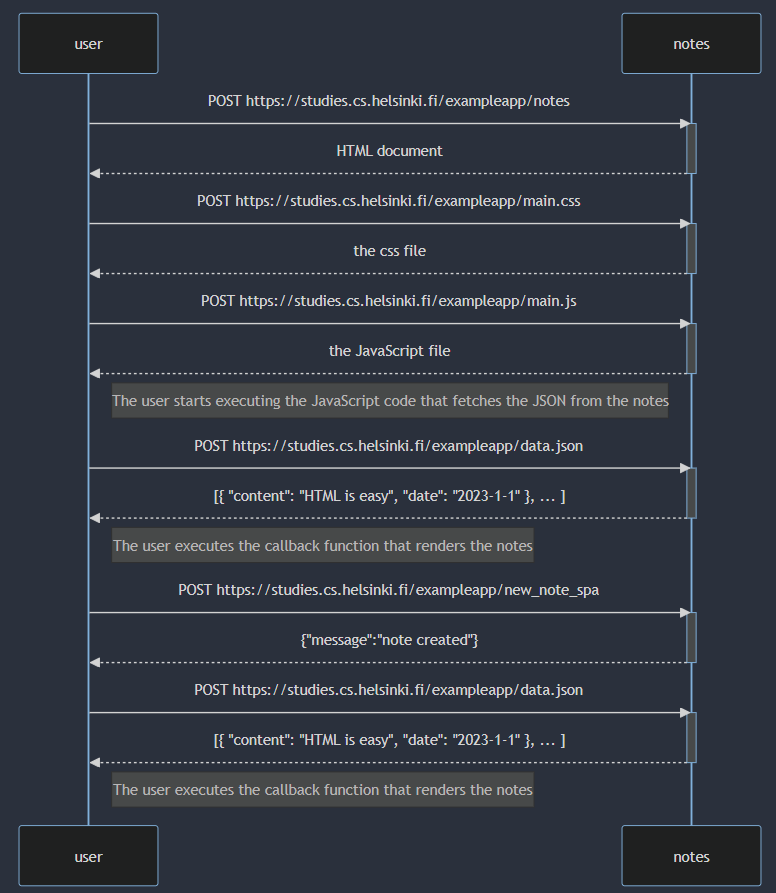 user notes
POST https://studies.cs.helsinki.fi/exampleapp/notes
HTML document
POST https://studies.cs.helsinki.fi/exampleapp/main.css
the css file
POST https://studies.cs.helsinki.fi/exampleapp/main.js
the JavaScript file
The user starts executing the JavaScript code that fetches the JSON from the notes
POST https://studies.cs.helsinki.fi/exampleapp/data.json
[{ "content": "HTML is easy", "date": "2023-1-1" }, ... ]
The user executes the callback function that renders the notes
POST https://studies.cs.helsinki.fi/exampleapp/new_note_spa
{"message":"note created"}
POST https://studies.cs.helsinki.fi/exampleapp/data.json
[{ "content": "HTML is easy", "date": "2023-1-1" }, ... ]
The user executes the callback function that renders the notes
user notes